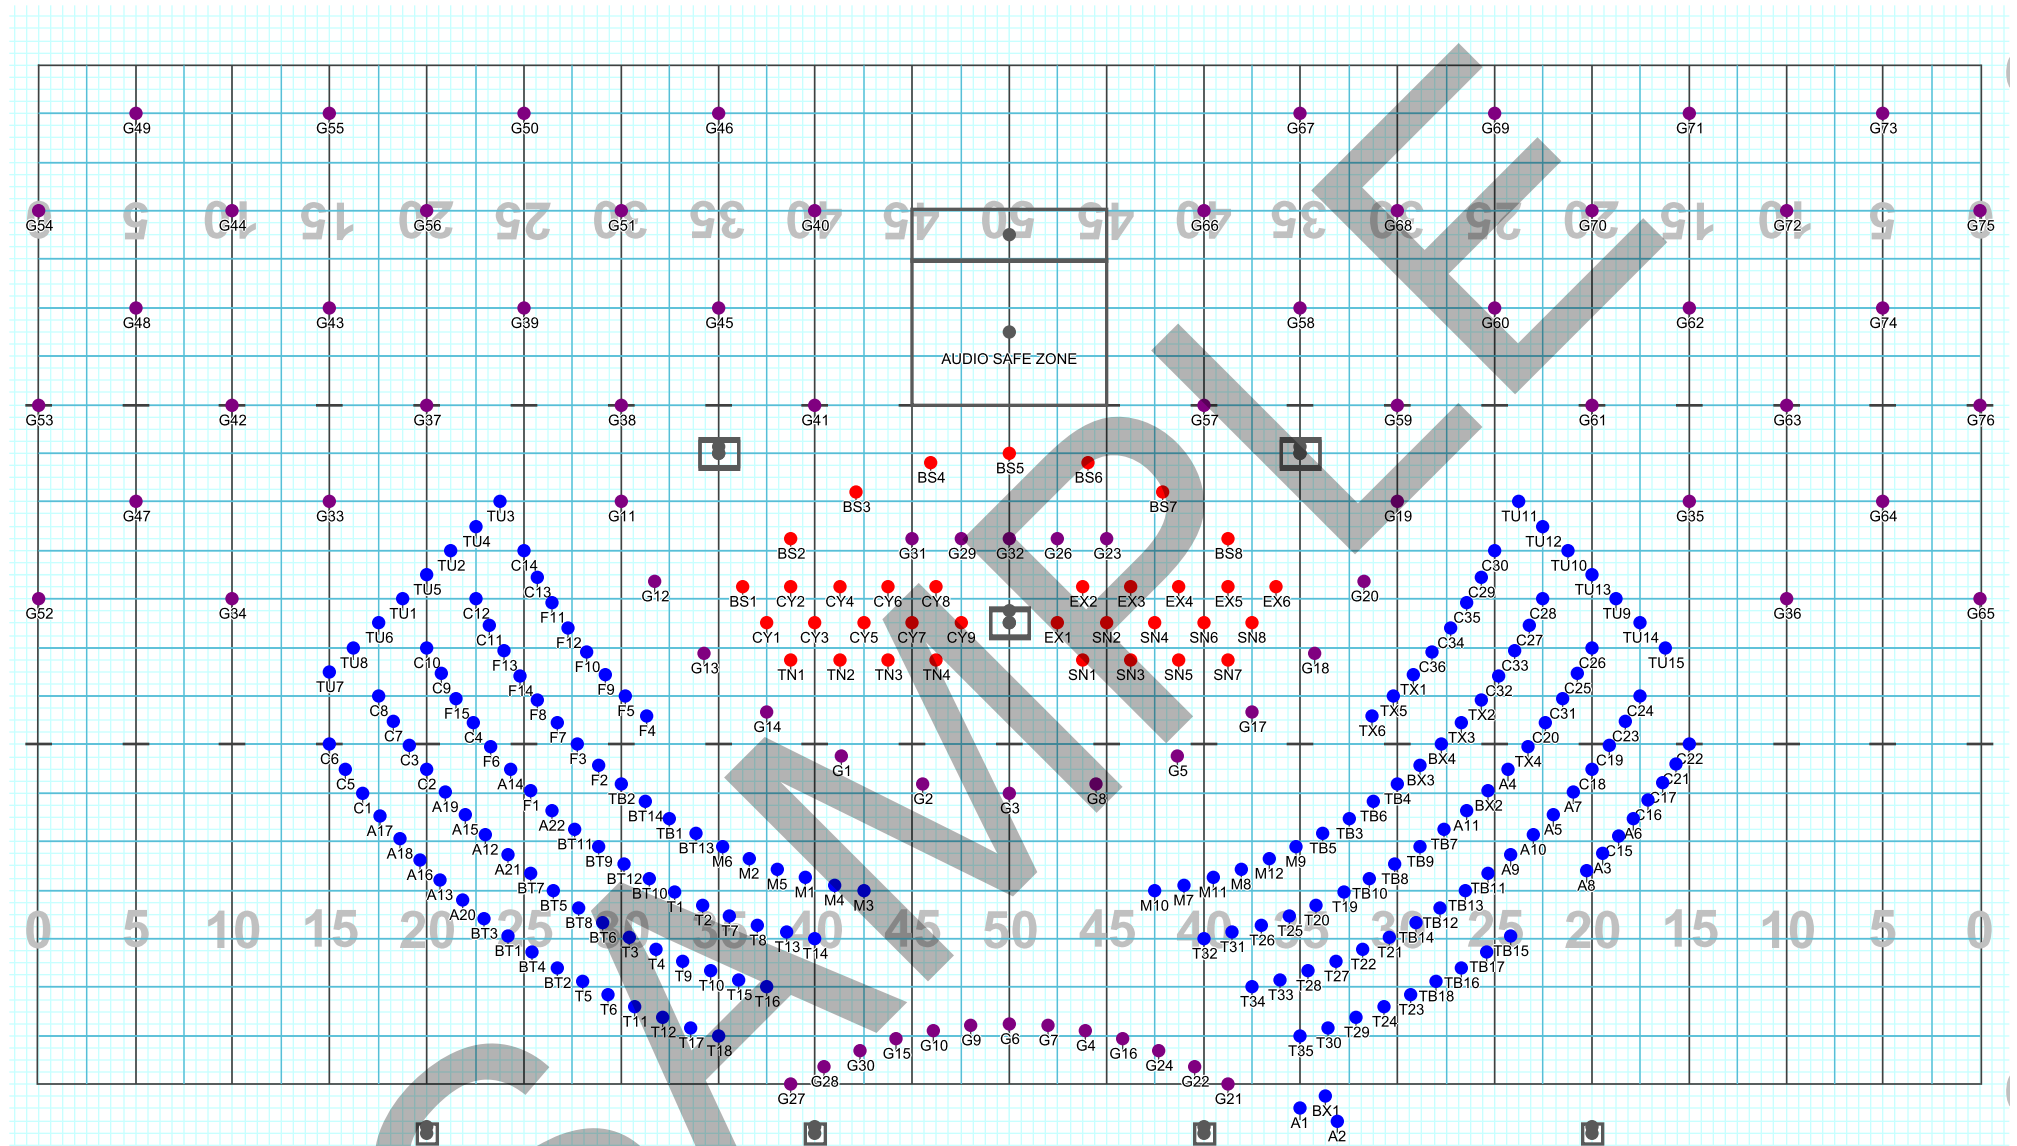 G49 G55 G50 G46 G67 G69 G71 G73
0 5 10 15 20 25 30 35 40 45 50 45 40 35 30 25 20 15 10 5 0
G54 G44 G56 G51 G40 G66 G68 G70 G72 G75
G48 G43 G39 G45 G58 G60 G62 G74
AUDIO SAFE ZONE
G53 G42 G37 G38 G41 G57 G59 G61 G63 G76
BS4 BS5 BS6
BS3 BS7
G47 G33 TU3 G11 G19 TU11 G35 G64
TU4 TU12
BS2 G31 G29 G32 G26 G23 BS8
TU2 C14 C30 TU10
TU5 C13 G12 G20 C29 TU13
BS1 CY2 CY4 CY6 CY8 EX2 EX3 EX4 EX5 EX6
G52 G34 TU1 C12 F11 C35 C28 TU9 G36 G65
TU6 C11 F12 CY1 CY3 CY5 CY7 CY9 EX1 SN2 SN4 SN6 SN8 C34 C27 TU14
TU8 C10 F13 F10 G13 G18 C36 C33 C26 TU15
TN1 TN2 TN3 TN4 SN1 SN3 SN5 SN7
TU7 C9 F14 F9 TX1 C32 C25
C8 F15 F8 F5 TX5 TX2 C31 C24
C7 C4 F7 F4 G14 G17 TX6 TX3 C20 C23
C6 C3 F6 F3 BX4 TX4 C19 C22
C5 C2 A14 F2 G1 G5 BX3 A4 C18 C21
C1 A19 F1 TB2 G2 G3 G8 TB4 BX2 A7 C17
A17 A15 A22 BT14 TB6 A11 A5 C16
A18 A12 BT11 TB1 BT13 TB5 TB3 TB7 A10 A6 C15
A16 A21 BT9 M6 M9 TB9 A9 A3
A13 BT7 BT12 M2 M5 M8 M12 TB8 BB11 A8
A20 BT5 BT10 T1 M1 M4 M3 M10 M7 M11 T19 TB10 TB13
BT3 BT8 BT6 T2 T7 T8 T26 T25 T20 TB14 TB12
0 5 10 15 20 25 30 35 40 45 50 45 40 35 30 25 20 15 10 5 0
BT1 T3 T13 T14 T32 T31 T21 TB15
BT4 T4 T9 T27 T22 TB17
BT2 T5 T10 T15 T16 T34 T33 T28 TB18 TB16
T6 T11 T24 T23
T12 T17 T18 T35 T30 T29
G30 G15 G10 G9 G6 G7 G4 G16 G24
G28 G22
G27 G21
A1 BX1
A2
SAMPLE